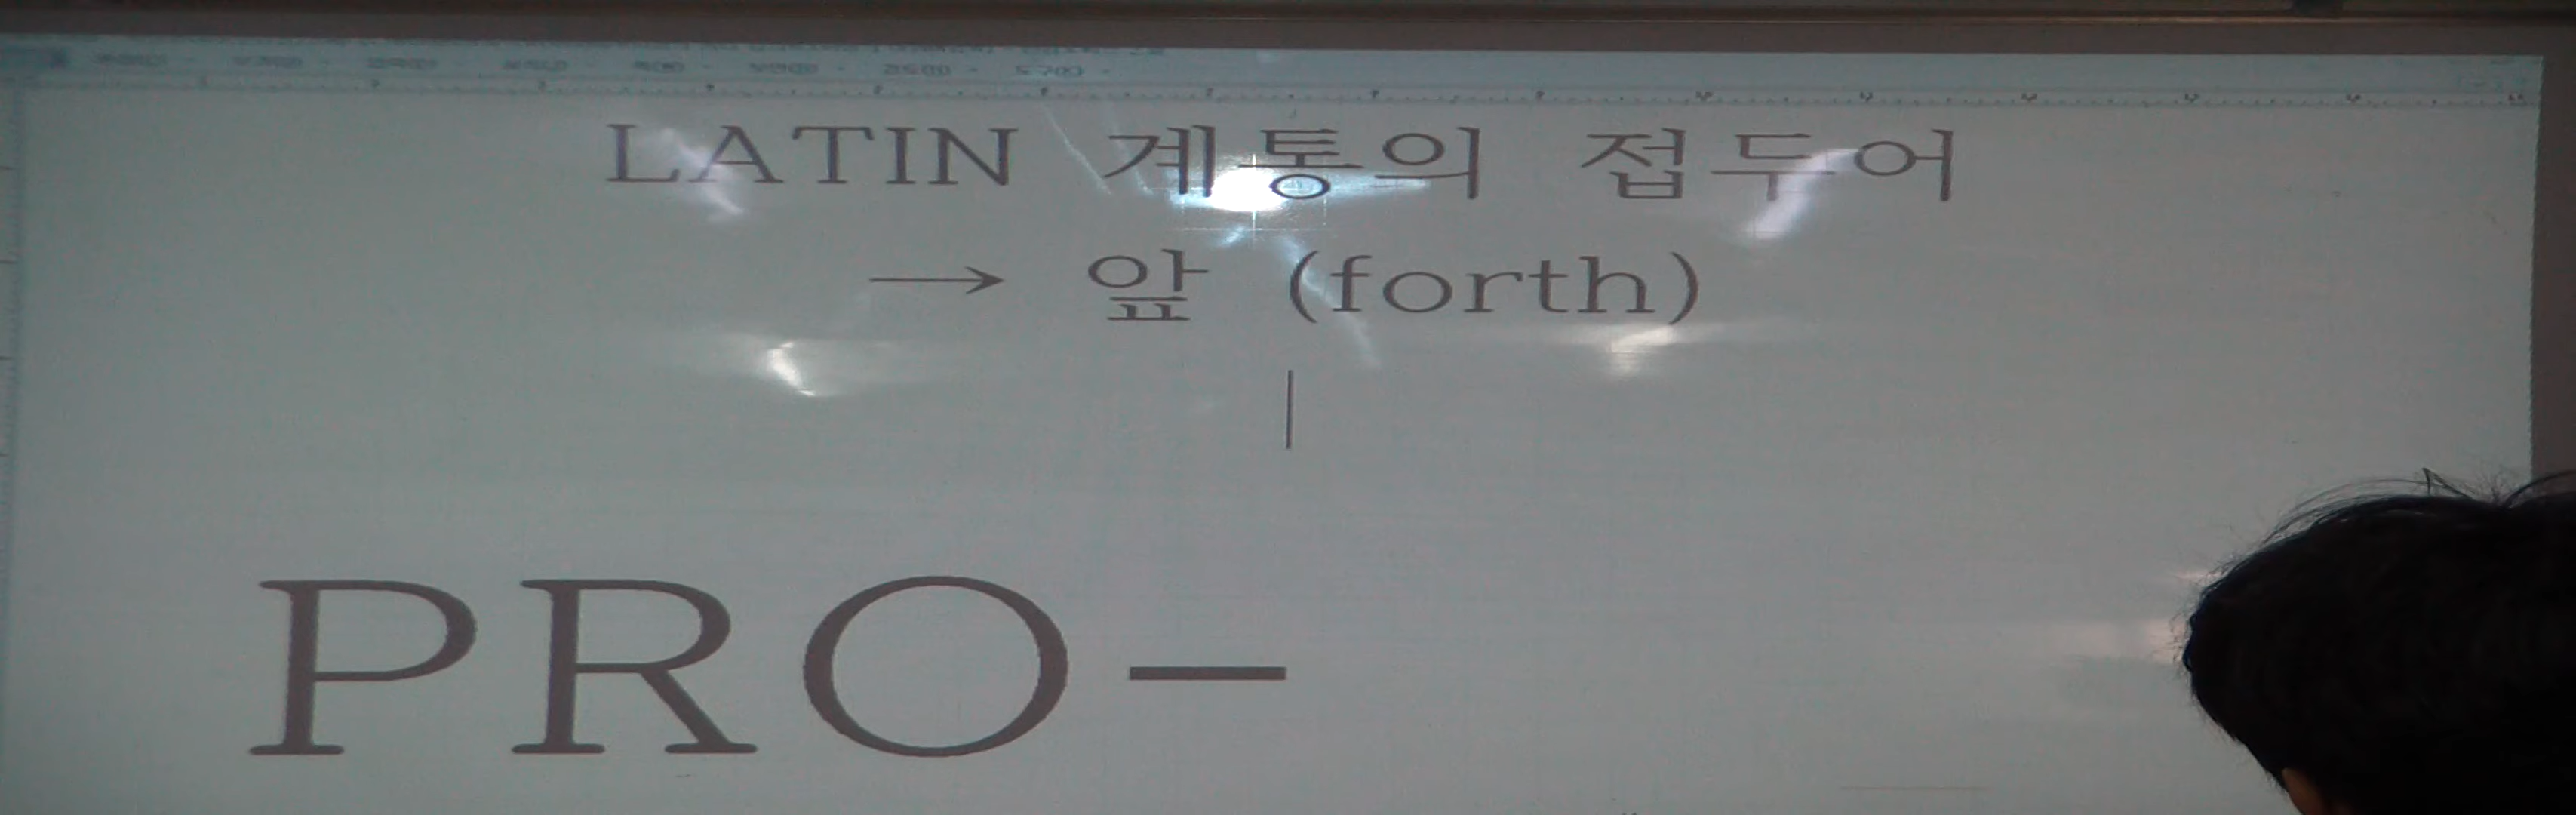 LATIN 계통의 접두어
→ 앞 (forth)
PRO-